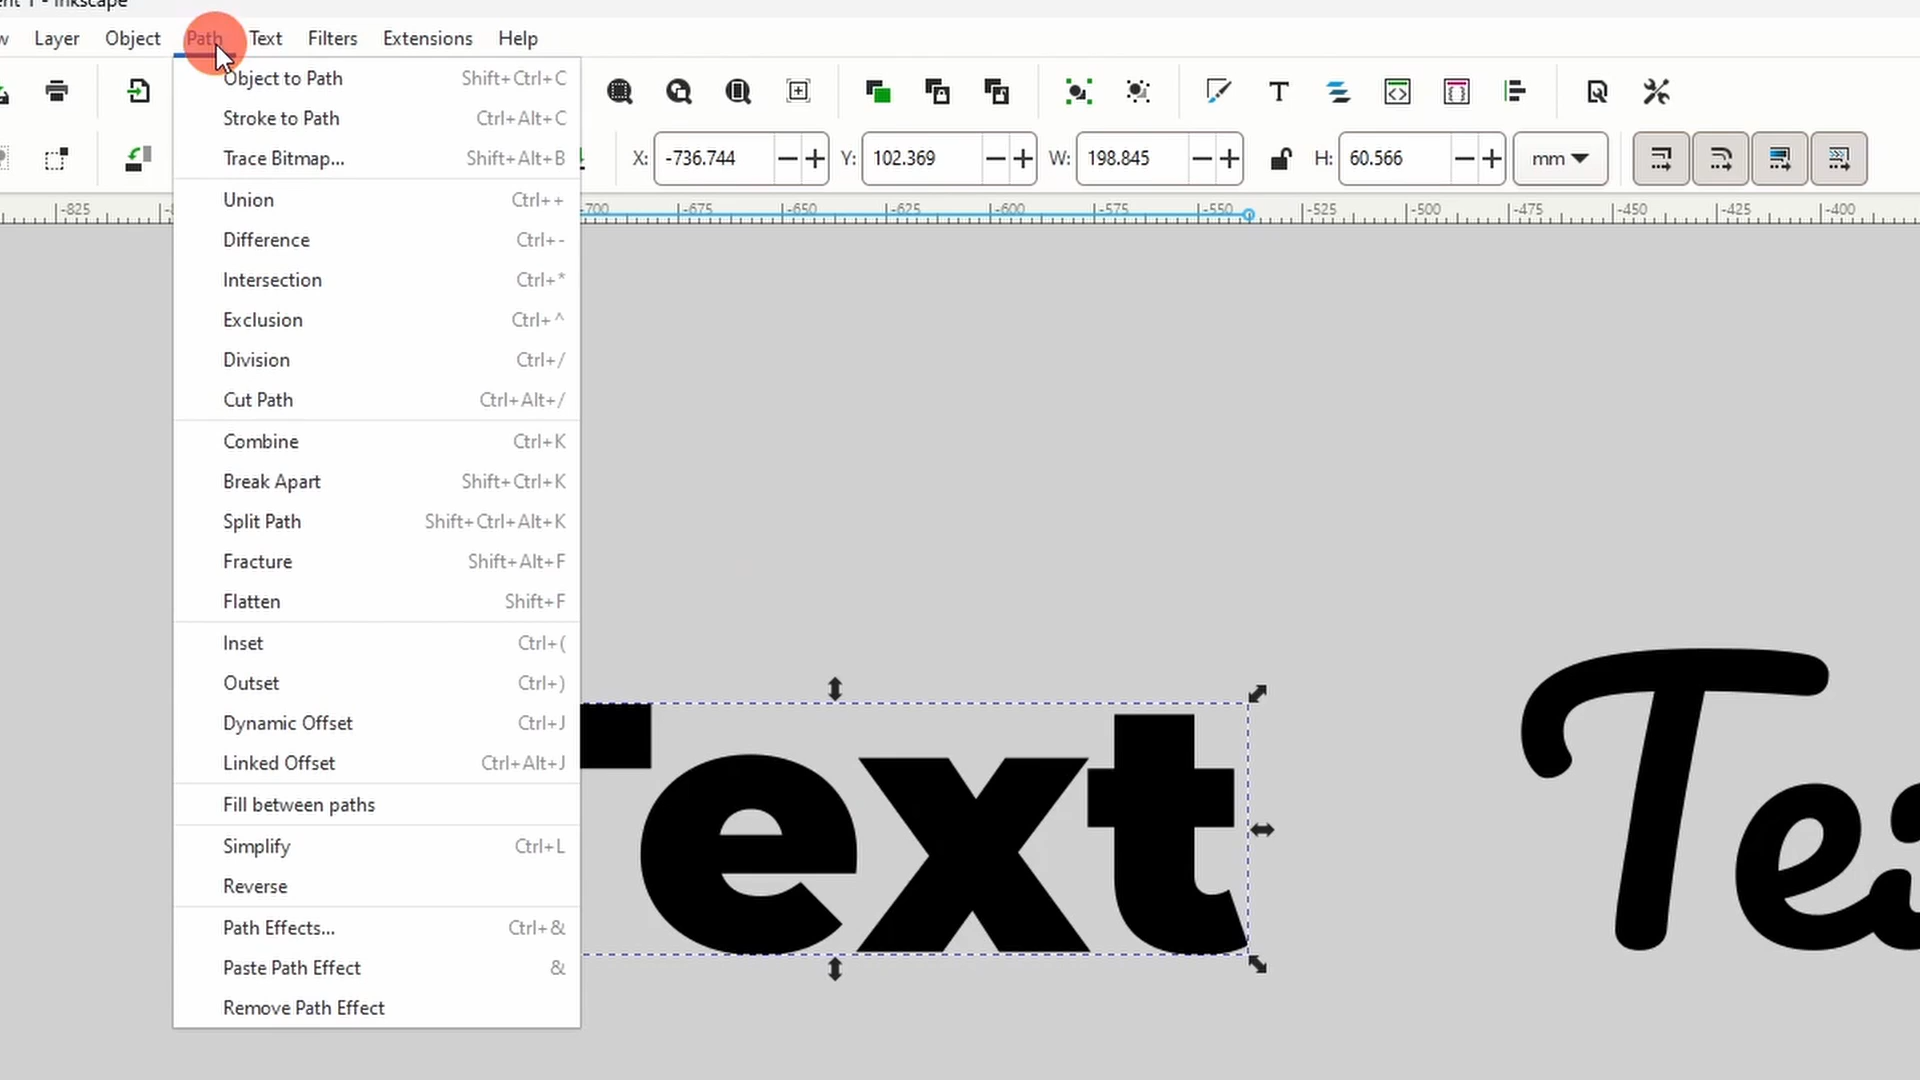 ent 1 - Inkscape
w Layer Object Path Text Filters Extensions Help
Object to Path Shift+Ctrl+C
Stroke to Path Ctrl+Alt+C
Trace Bitmap... Shift+Alt+B
X: -736.744 Y: 102.369 W: 198.845 H: 60.566 mm
Union Ctrl++
-825 -700 -675 -650 -625 -600 -575 -550 -525 -500 -475 -450 -425 -400
Difference Ctrl+-
Intersection Ctrl+*
Exclusion Ctrl+^
Division Ctrl+/
Cut Path Ctrl+Alt+/
Combine Ctrl+K
Break Apart Shift+Ctrl+K
Split Path Shift+Ctrl+Alt+K
Fracture Shift+Alt+F
Flatten Shift+F
Inset Ctrl+(
Outset Ctrl+)
Dynamic Offset Ctrl+J
Linked Offset Ctrl+Alt+J
Fill between paths
Simplify Ctrl+L
Reverse
Path Effects... Ctrl+&
Paste Path Effect &
Remove Path Effect
Text Te